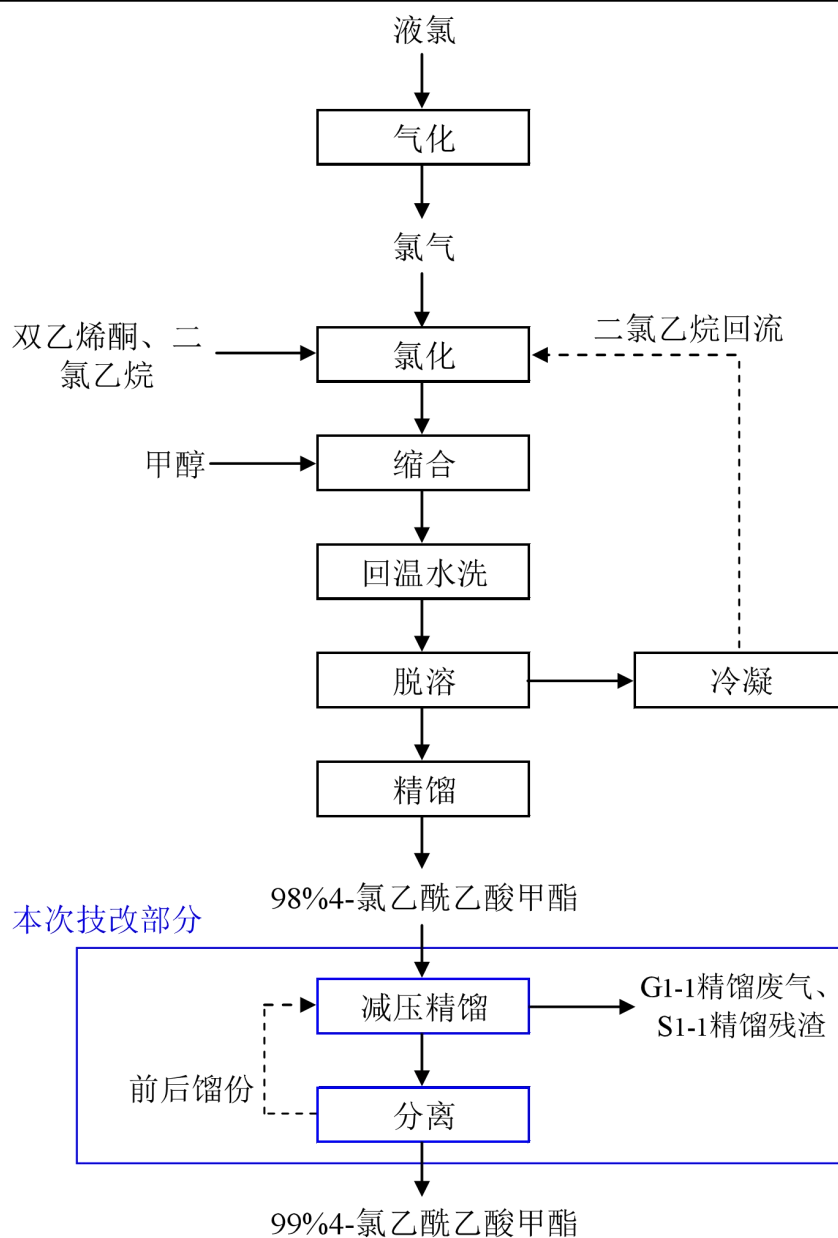 液氯
气化
氯气
双乙烯酮、二
氯乙烷
二氯乙烷回流
氯化
甲醇
缩合
回温水洗
脱溶
冷凝
精馏
98%4-氯乙酰乙酸甲酯
本次技改部分
减压精馏
G1-1精馏废气、
S1-1精馏残渣
前后馏份
分离
99%4-氯乙酰乙酸甲酯